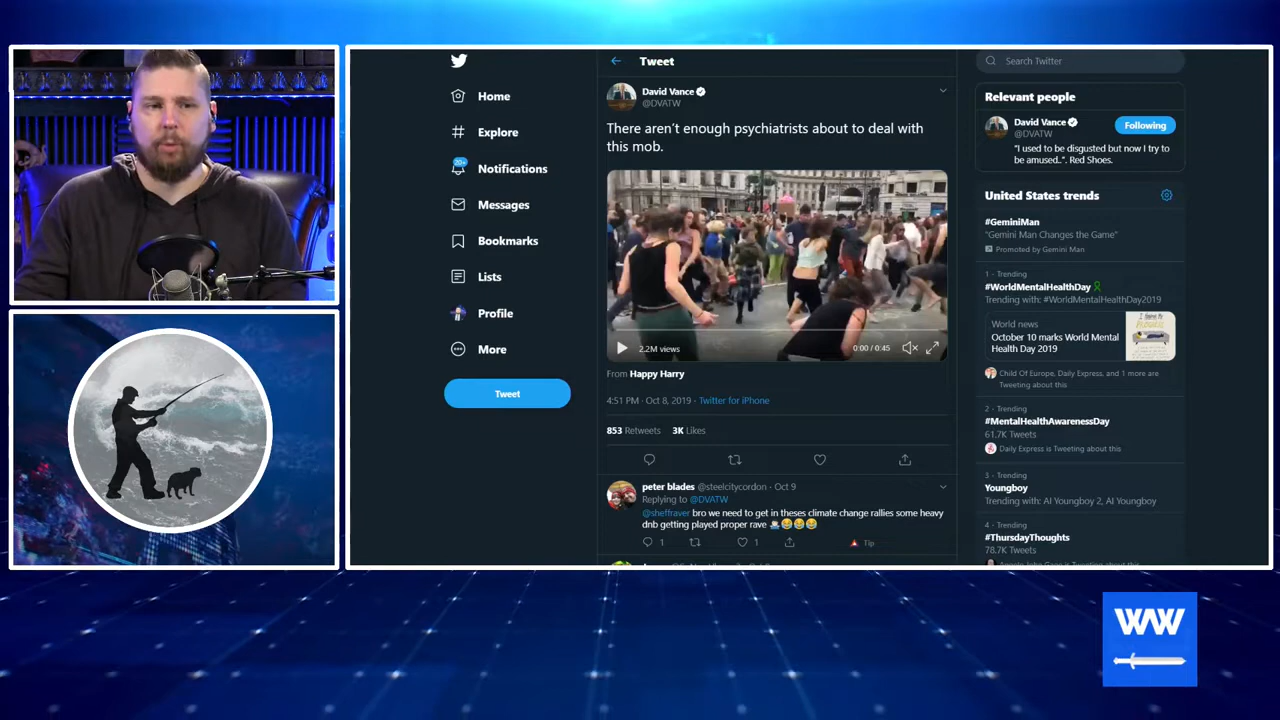 Home
Explore
20+
Notifications
Messages
Bookmarks
Lists
Profile
More
Tweet
Tweet
David Vance
@DVATW
There aren't enough psychiatrists about to deal with
this mob.
2.2M views
0:00 / 0:45
From Happy Harry
4:51 PM · Oct 8, 2019 · Twitter for iPhone
853 Retweets 3K Likes
peter blades @steelcitycordon · Oct 9
Replying to @DVATW
@sheffraver bro we need to get in theses climate change rallies some heavy
dnb getting played proper rave
1
1
Tip
Search Twitter
Relevant people
David Vance
@DVATW
Following
"I used to be disgusted but now I try to
be amused..". Red Shoes.
United States trends
#GeminiMan
"Gemini Man Changes the Game"
Promoted by Gemini Man
1 · Trending
#WorldMentalHealthDay
Trending with: #WorldMentalHealthDay2019
World news
October 10 marks World Mental
Health Day 2019
Child Of Europe, Daily Express, and 1 more are
Tweeting about this
2 · Trending
#MentalHealthAwarenessDay
61.7K Tweets
Daily Express is Tweeting about this
3 · Trending
Youngboy
Trending with: AI Youngboy 2, AI Youngboy
4 · Trending
#ThursdayThoughts
78.7K Tweets
WW